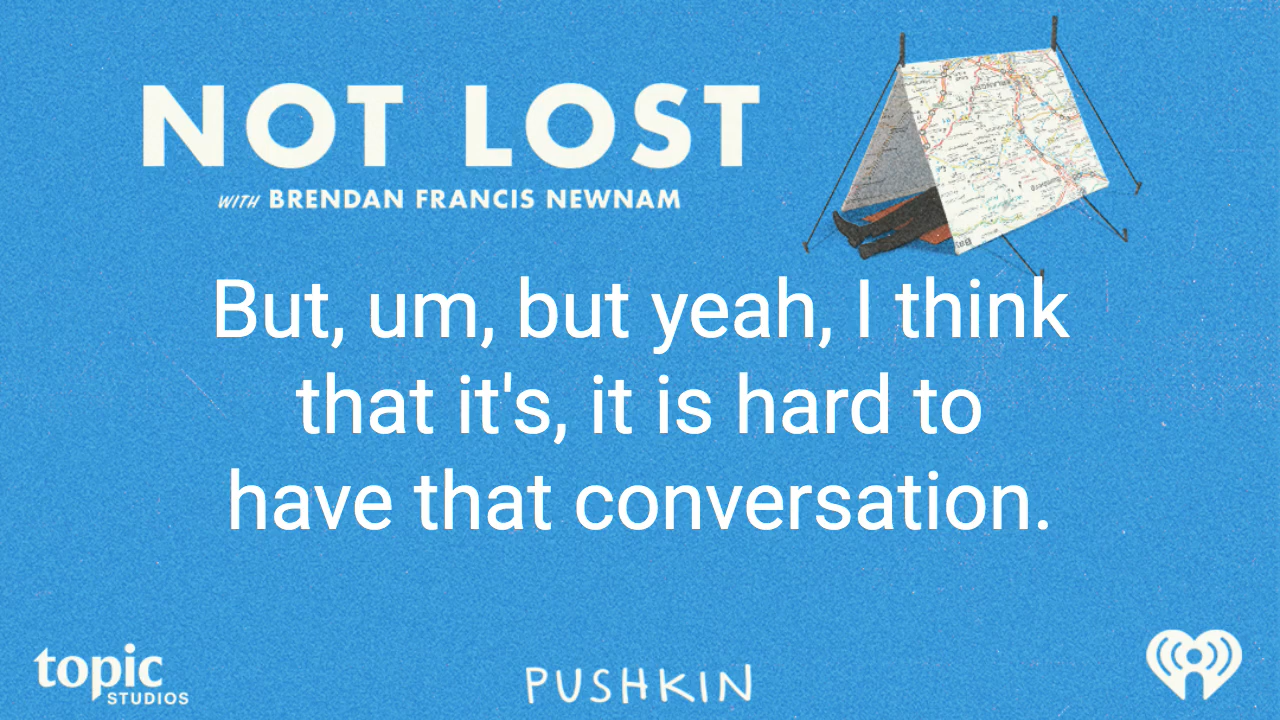 NOT LOST
WITH BRENDAN FRANCIS NEWNAM
But, um, but yeah, I think
that it's, it is hard to
have that conversation.
topic
STUDIOS
PUSHKIN